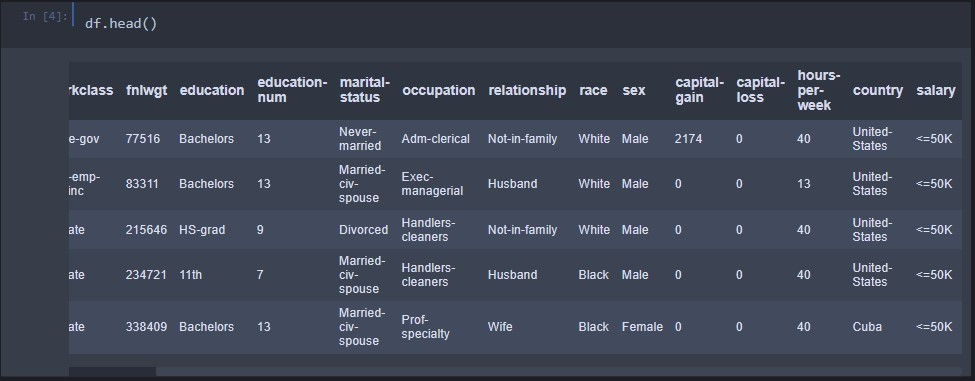 In [4]:
df.head()
rkclass fnlwgt education education-num marital-status occupation relationship race sex capital-gain capital-loss hours-per-week country salary
e-gov 77516 Bachelors 13 Never-married Adm-clerical Not-in-family White Male 2174 0 40 United-States <=50K
-emp-inc 83311 Bachelors 13 Married-civ-spouse Exec-managerial Husband White Male 0 0 13 United-States <=50K
ate 215646 HS-grad 9 Divorced Handlers-cleaners Not-in-family White Male 0 0 40 United-States <=50K
ate 234721 11th 7 Married-civ-spouse Handlers-cleaners Husband Black Male 0 0 40 United-States <=50K
ate 338409 Bachelors 13 Married-civ-spouse Prof-specialty Wife Black Female 0 0 40 Cuba <=50K